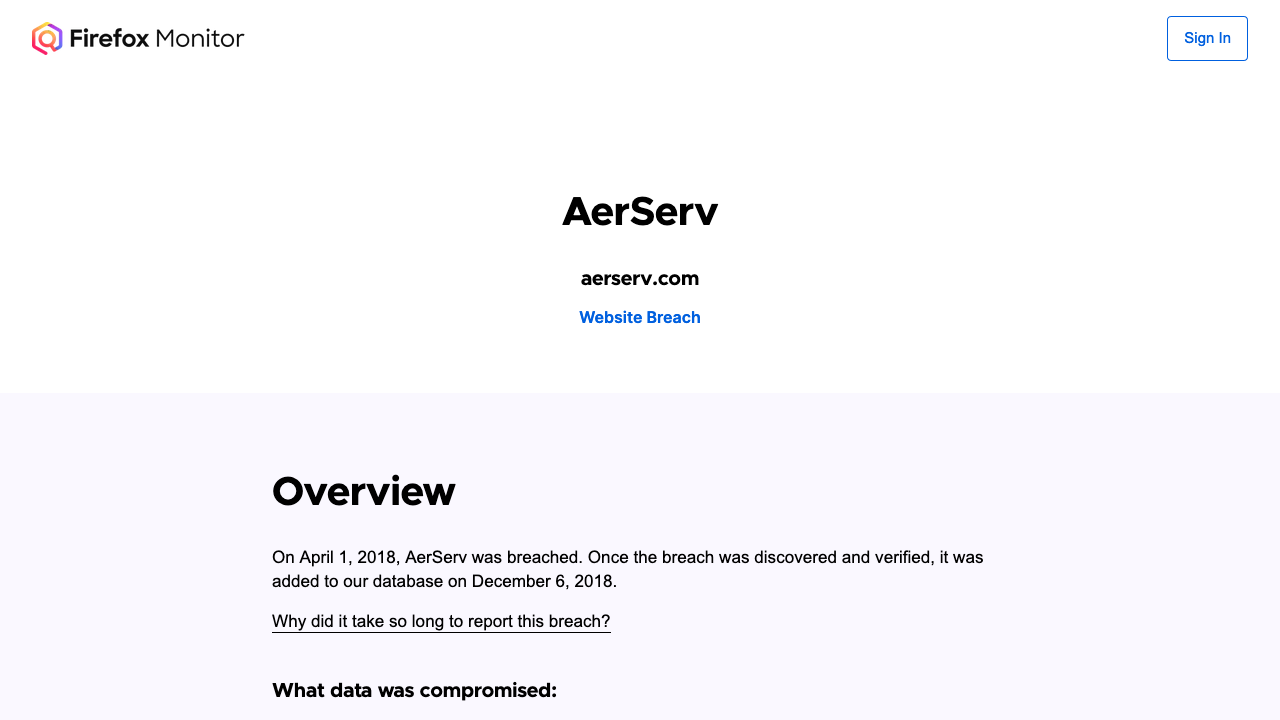 Firefox Monitor
Sign In
AerServ
aerserv.com
Website Breach
Overview
On April 1, 2018, AerServ was breached. Once the breach was discovered and verified, it was
added to our database on December 6, 2018.
Why did it take so long to report this breach?
What data was compromised: